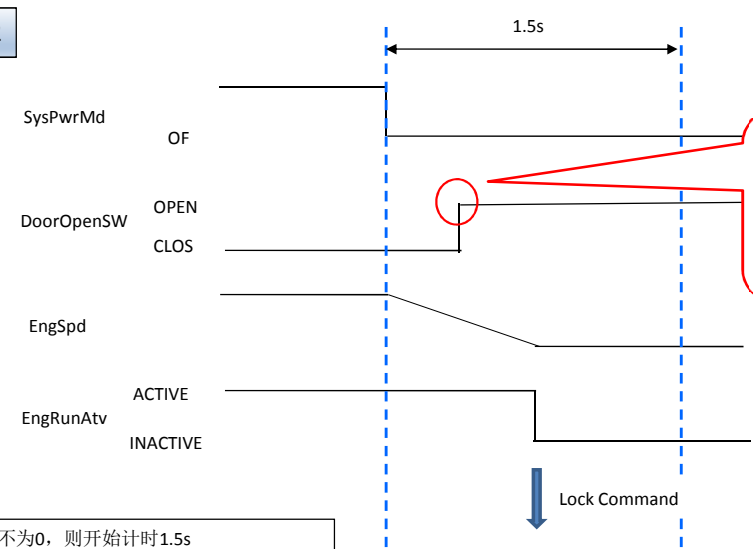 1.5s
SysPwrMd
OF
DoorOpenSW
OPEN
CLOS
EngSpd
EngRunAtv
ACTIVE
INACTIVE
Lock Command
不为0，则开始计时1.5s